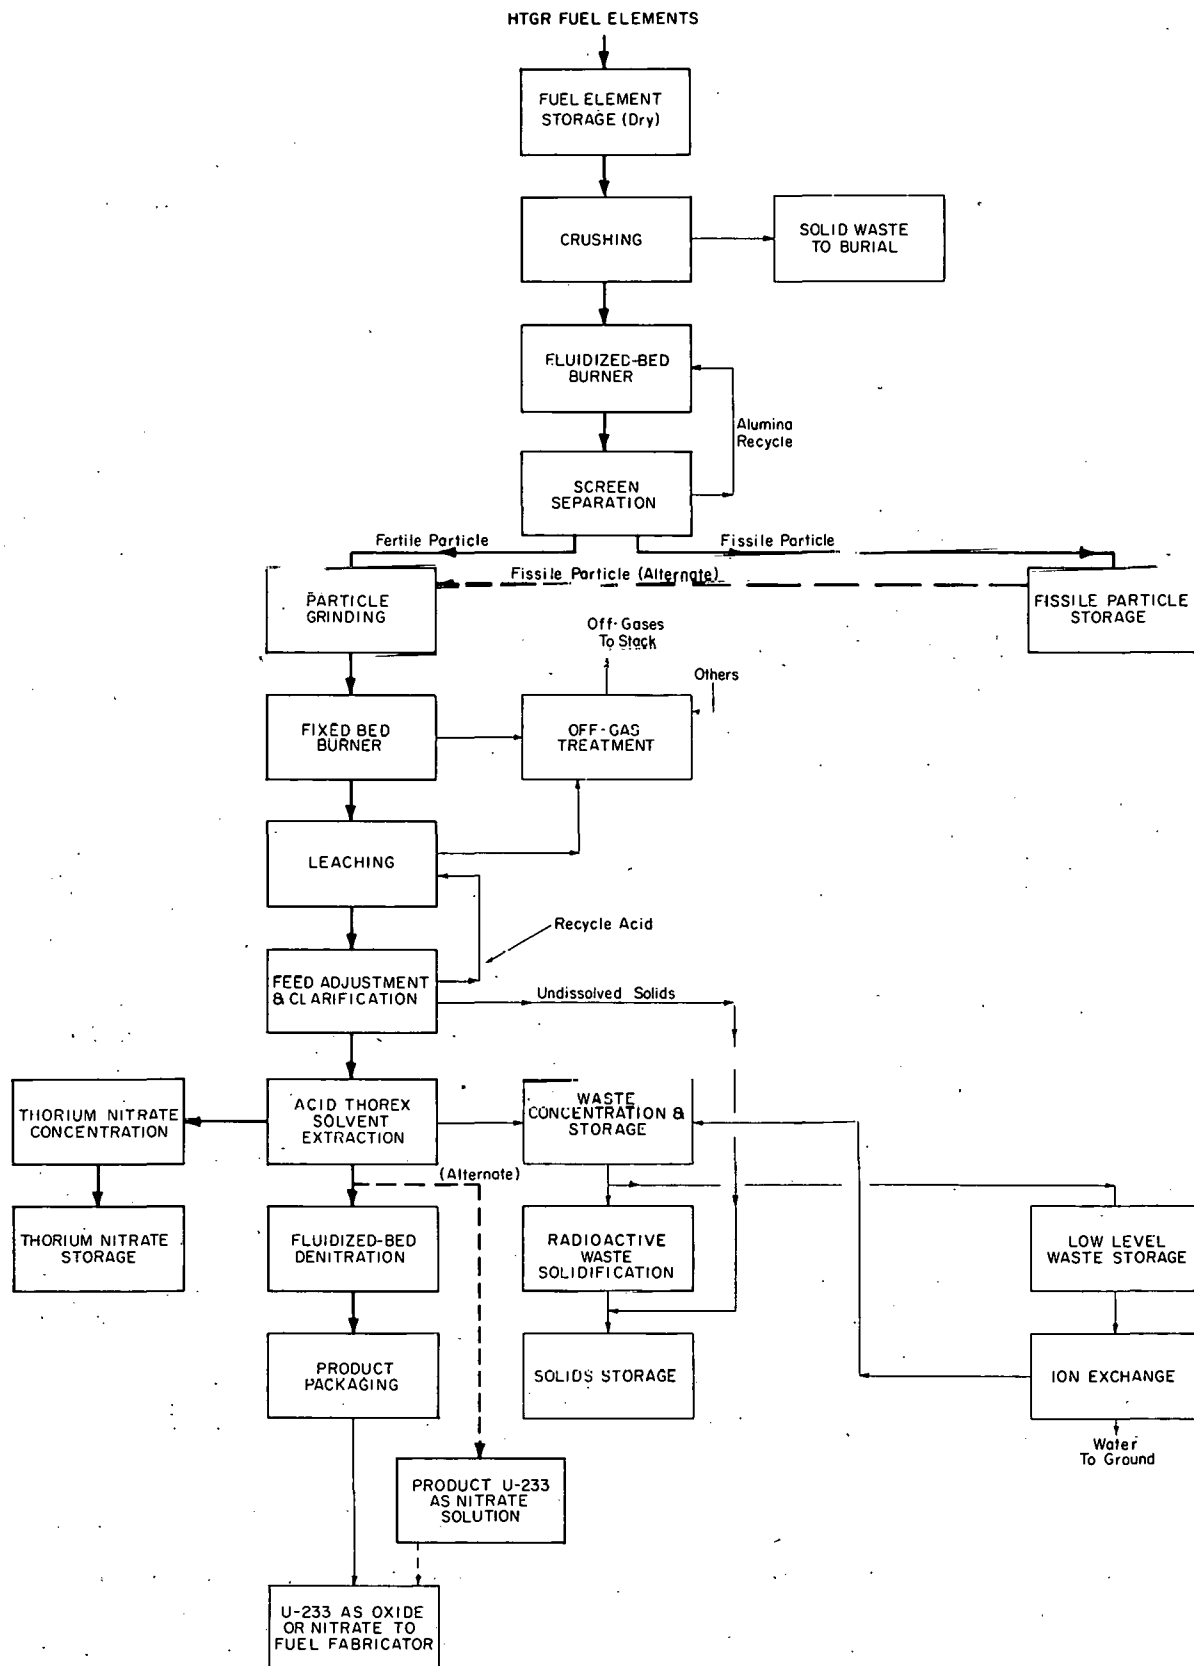 HTGR FUEL ELEMENTS
FUEL ELEMENT
STORAGE (Dry)
CRUSHING
SOLID WASTE
TO BURIAL
FLUIDIZED-BED
BURNER
Alumina
Recycle
SCREEN
SEPARATION
Fertile Particle
Fissile Particle
Fissile Particle (Alternate)
PARTICLE
GRINDING
FISSILE PARTICLE
STORAGE
Off-Gases
To Stack
Others
FIXED BED
BURNER
OFF-GAS
TREATMENT
LEACHING
Recycle Acid
FEED ADJUSTMENT
& CLARIFICATION
Undissolved Solids
THORIUM NITRATE
CONCENTRATION
ACID THOREX
SOLVENT
EXTRACTION
WASTE
CONCENTRATION &
STORAGE
(Alternate)
THORIUM NITRATE
STORAGE
FLUIDIZED-BED
DENITRATION
RADIOACTIVE
WASTE
SOLIDIFICATION
LOW LEVEL
WASTE STORAGE
PRODUCT
PACKAGING
SOLIDS STORAGE
ION EXCHANGE
Water
To Ground
PRODUCT U-233
AS NITRATE
SOLUTION
U-233 AS OXIDE
OR NITRATE TO
FUEL FABRICATOR